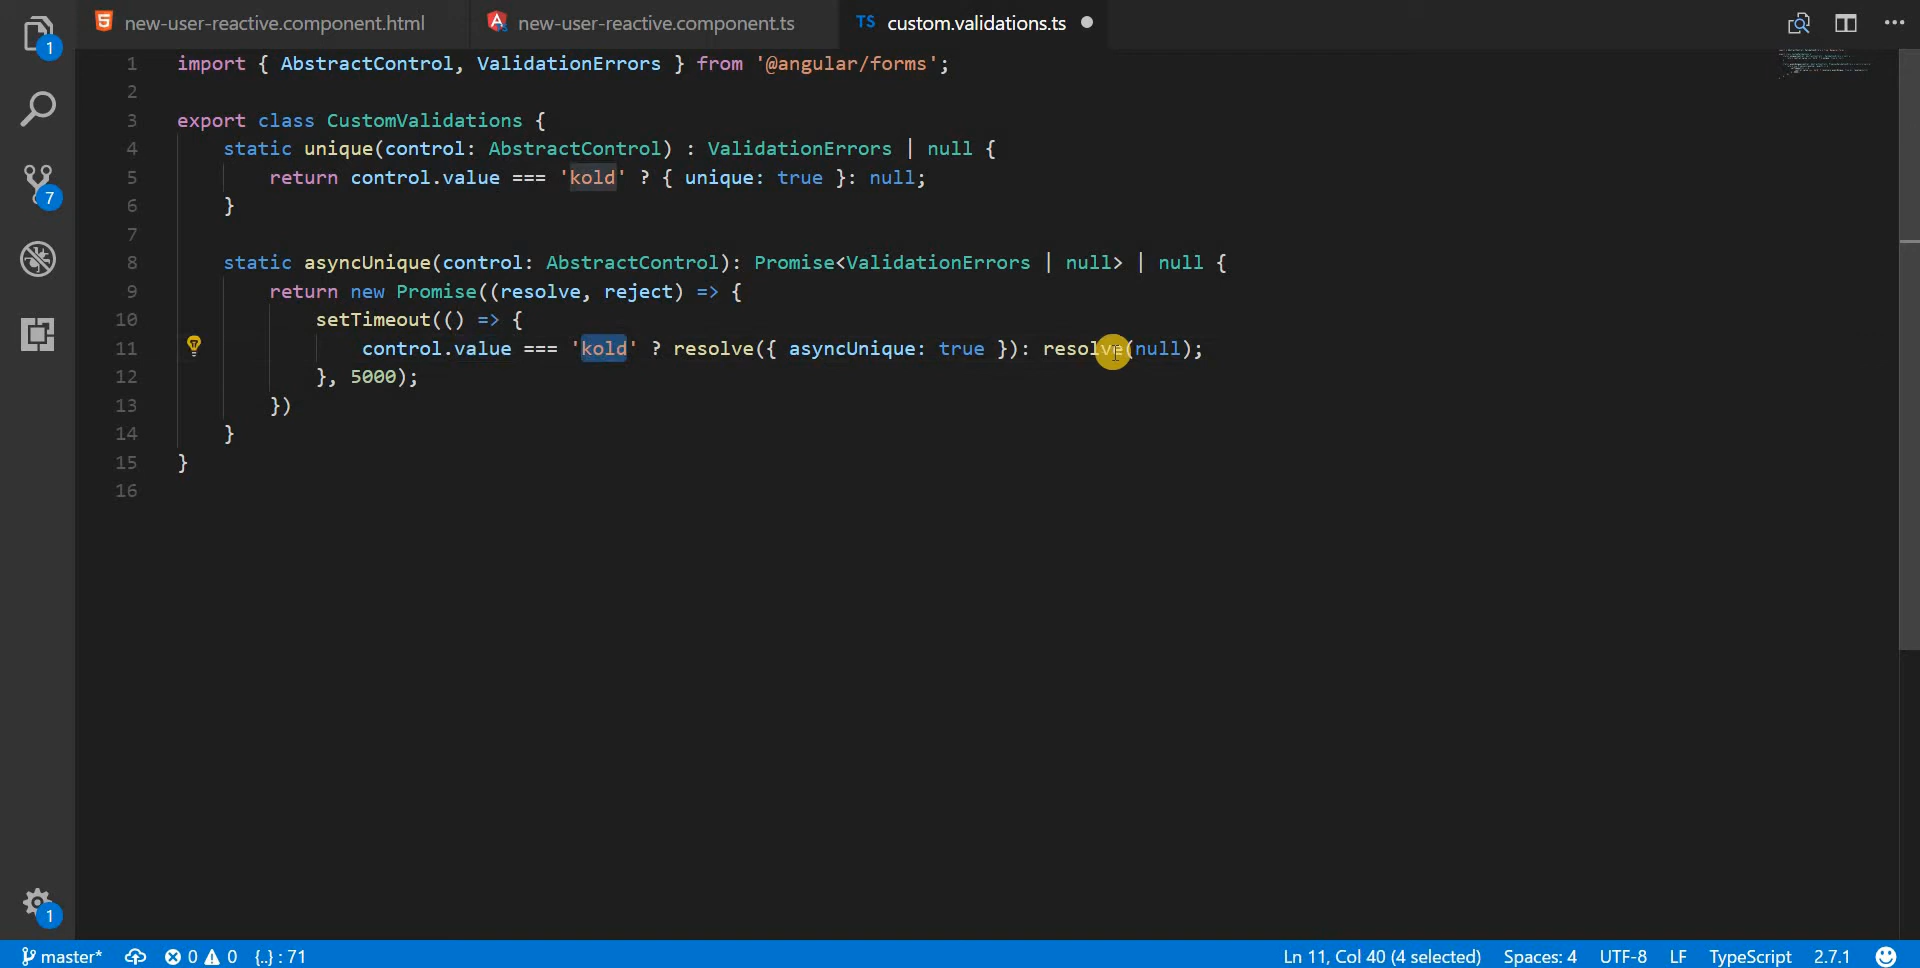 new-user-reactive.component.html new-user-reactive.component.ts TS custom.validations.ts
1 import { AbstractControl, ValidationErrors } from '@angular/forms';
2
3 export class CustomValidations {
4 static unique(control: AbstractControl) : ValidationErrors | null {
5 return control.value === 'kold' ? { unique: true }: null;
6 }
7
8 static asyncUnique(control: AbstractControl): Promise<ValidationErrors | null> | null {
9 return new Promise((resolve, reject) => {
10 setTimeout(() => {
11 control.value === 'kold' ? resolve({ asyncUnique: true }): resolve(null);
12 }, 5000);
13 })
14 }
15 }
16
1
7
1
master* 0 0 {..} : 71 Ln 11, Col 40 (4 selected) Spaces: 4 UTF-8 LF TypeScript 2.7.1